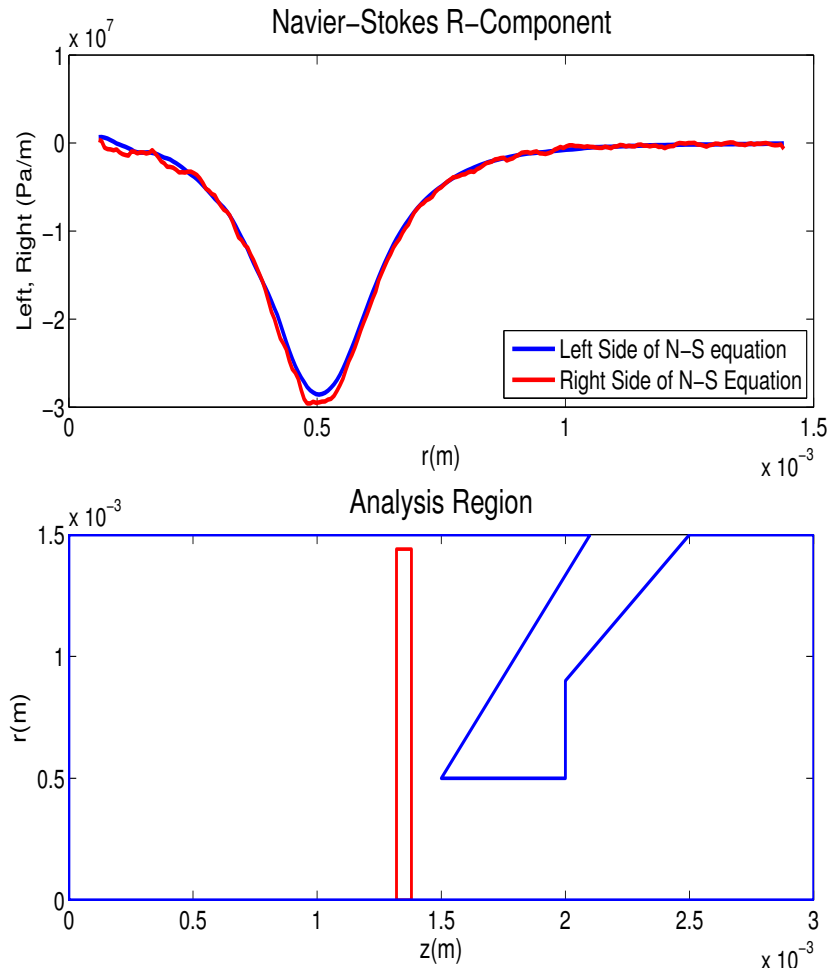 Navier−Stokes R−Component
x 10^7
1
0
−1
−2
−3
Left, Right (Pa/m)
Left Side of N−S equation
Right Side of N−S Equation
0 0.5 1 1.5
r(m)
x 10^−3
Analysis Region
x 10^−3
1.5
1
0.5
0
r(m)
0 0.5 1 1.5 2 2.5 3
z(m)
x 10^−3